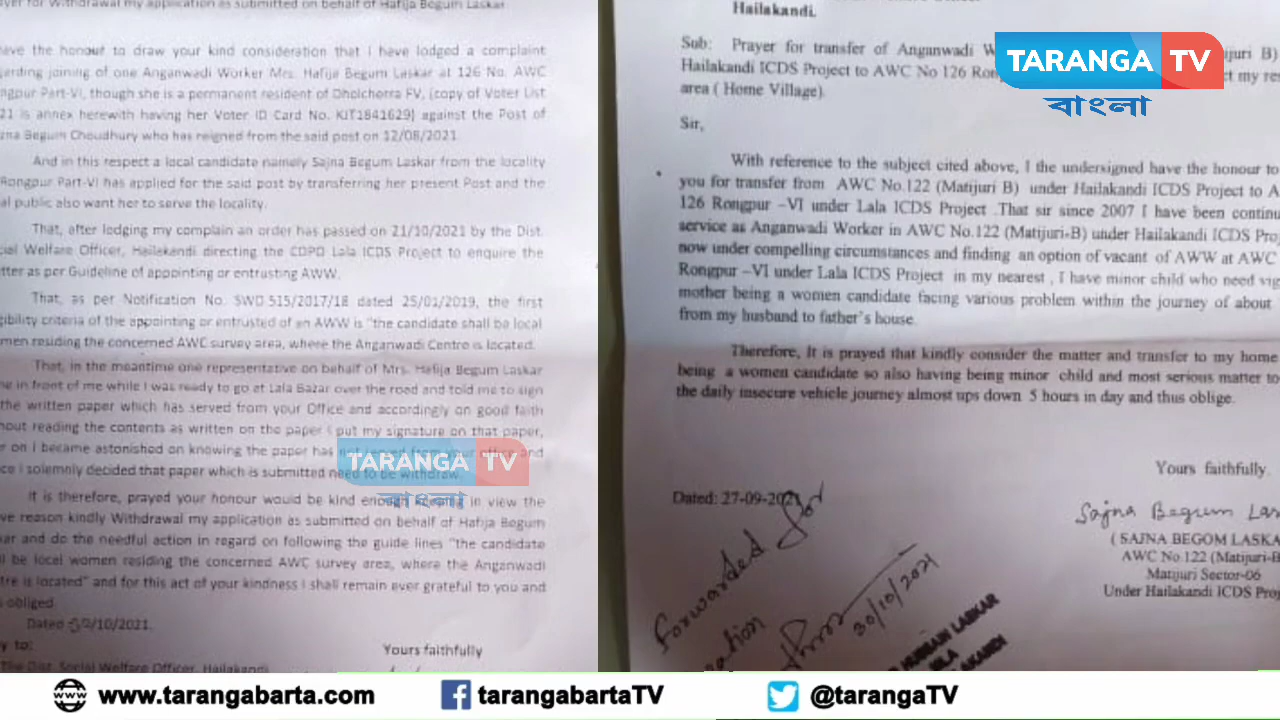 yer for Withdrawal my application as submitted on behalf of Hafija Begum Laskar
ave the honour to draw your kind consideration that I have lodged a complaint
garding joining of one Anganwadi Worker Mrs. Hafija Begum Laskar at 126 No. AWC
ngpur Part-VI, though she is a permanent resident of Dholcherra FV, (copy of Voter List
21 is annex herewith having her Voter ID Card No. KIT1841629) against the Post of
na Begum Choudhury who has reigned from the said post on 12/08/2021.
And in this respect a local candidate namely Sajna Begum Laskar from the locality
Rongpur Part-VI has applied for the said post by transferring her present Post and the
al public also want her to serve the locality.
That, after lodging my complain an order has passed on 21/10/2021 by the Dist.
ial Welfare Officer, Hailakandi directing the CDPO Lala ICDS Project to enquire the
tter as per Guideline of appointing or entrusting AWW.
That, as per Notification No. SWD 515/2017/18 dated 25/01/2019, the first
gibility criteria of the appointing or entrusted of an AWW is "the candidate shall be local
men residing the concerned AWC survey area, where the Anganwadi Centre is located.
That, in the meantime one representative on behalf of Mrs. Hafija Begum Laskar
ne in front of me while I was ready to go at Lala Bazar over the road and told me to sign
the written paper which has served from your Office and accordingly on good faith
hout reading the contents as written on the paper I put my signature on that paper,
er on I became astonished on knowing the paper has not served from your office and
ce I solemnly decided that paper which is submitted need to be withdraw.
It is therefore, prayed your honour would be kind enough keeping in view the
ve reason kindly Withdrawal my application as submitted on behalf of Hafija Begum
kar and do the needful action in regard on following the guide lines "the candidate
ll be local women residing the concerned AWC survey area, where the Anganwadi
tre is located" and for this act of your kindness I shall remain ever grateful to you and
s obliged.
Dated /10/2021.
y to:
Yours faithfully
The Dist. Social Welfare Officer, Hailakandi
TARANGA TV
বাংলা
Hailakandi.
Sub: Prayer for transfer of Anganwadi W tijuri B)
Hailakandi ICDS Project to AWC No 126 Rong ct my res
area ( Home Village).
Sir,
With reference to the subject cited above, I the undersigned have the honour to
you for transfer from AWC No.122 (Matijuri B) under Hailakandi ICDS Project to A
126 Rongpur –VI under Lala ICDS Project .That sir since 2007 I have been continu
service as Anganwadi Worker in AWC No.122 (Matijuri-B) under Hailakandi ICDS Proj
now under compelling circumstances and finding an option of vacant of AWW at AWC
Rongpur –VI under Lala ICDS Project in my nearest , I have minor child who need vig
mother being a women candidate facing various problem within the journey of about
from my husband to father's house.
Therefore, It is prayed that kindly consider the matter and transfer to my home
being a women candidate so also having being minor child and most serious matter to
the daily insecure vehicle journey almost ups down 5 hours in day and thus oblige.
Yours faithfully.
Dated: 27-09-2021
Sajna Begum Las
( SAJNA BEGOM LASKA
AWC No.122 (Matijuri-B
Matijuri Sector-06
Under Hailakandi ICDS Proj
Forwarded for
30/10/2021
HUSSAIN LASKAR
TARANGA TV
বাংলা
www.tarangabarta.com
tarangabartaTV
@tarangaTV